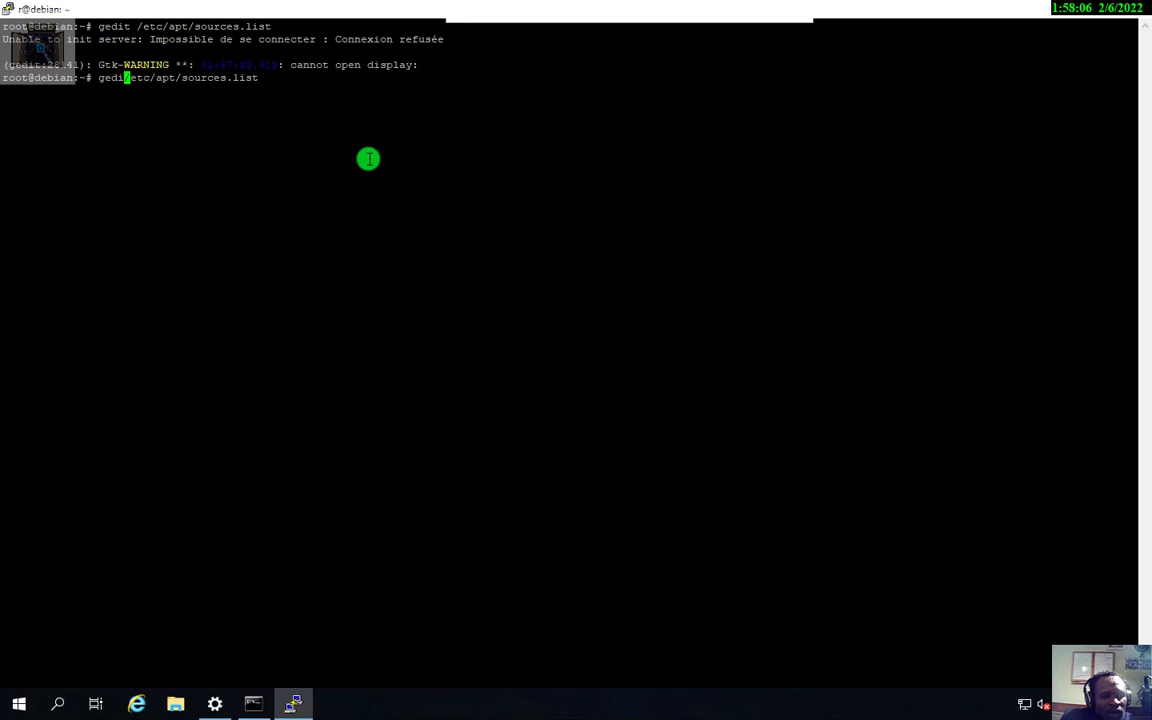 r@debian: ~
1:58:06 2/6/2022
root@debian:~# gedit /etc/apt/sources.list
Unable to init server: Impossible de se connecter : Connexion refusée
Gtk-WARNING **: cannot open display:
root@debian:~# gedi/etc/apt/sources.list